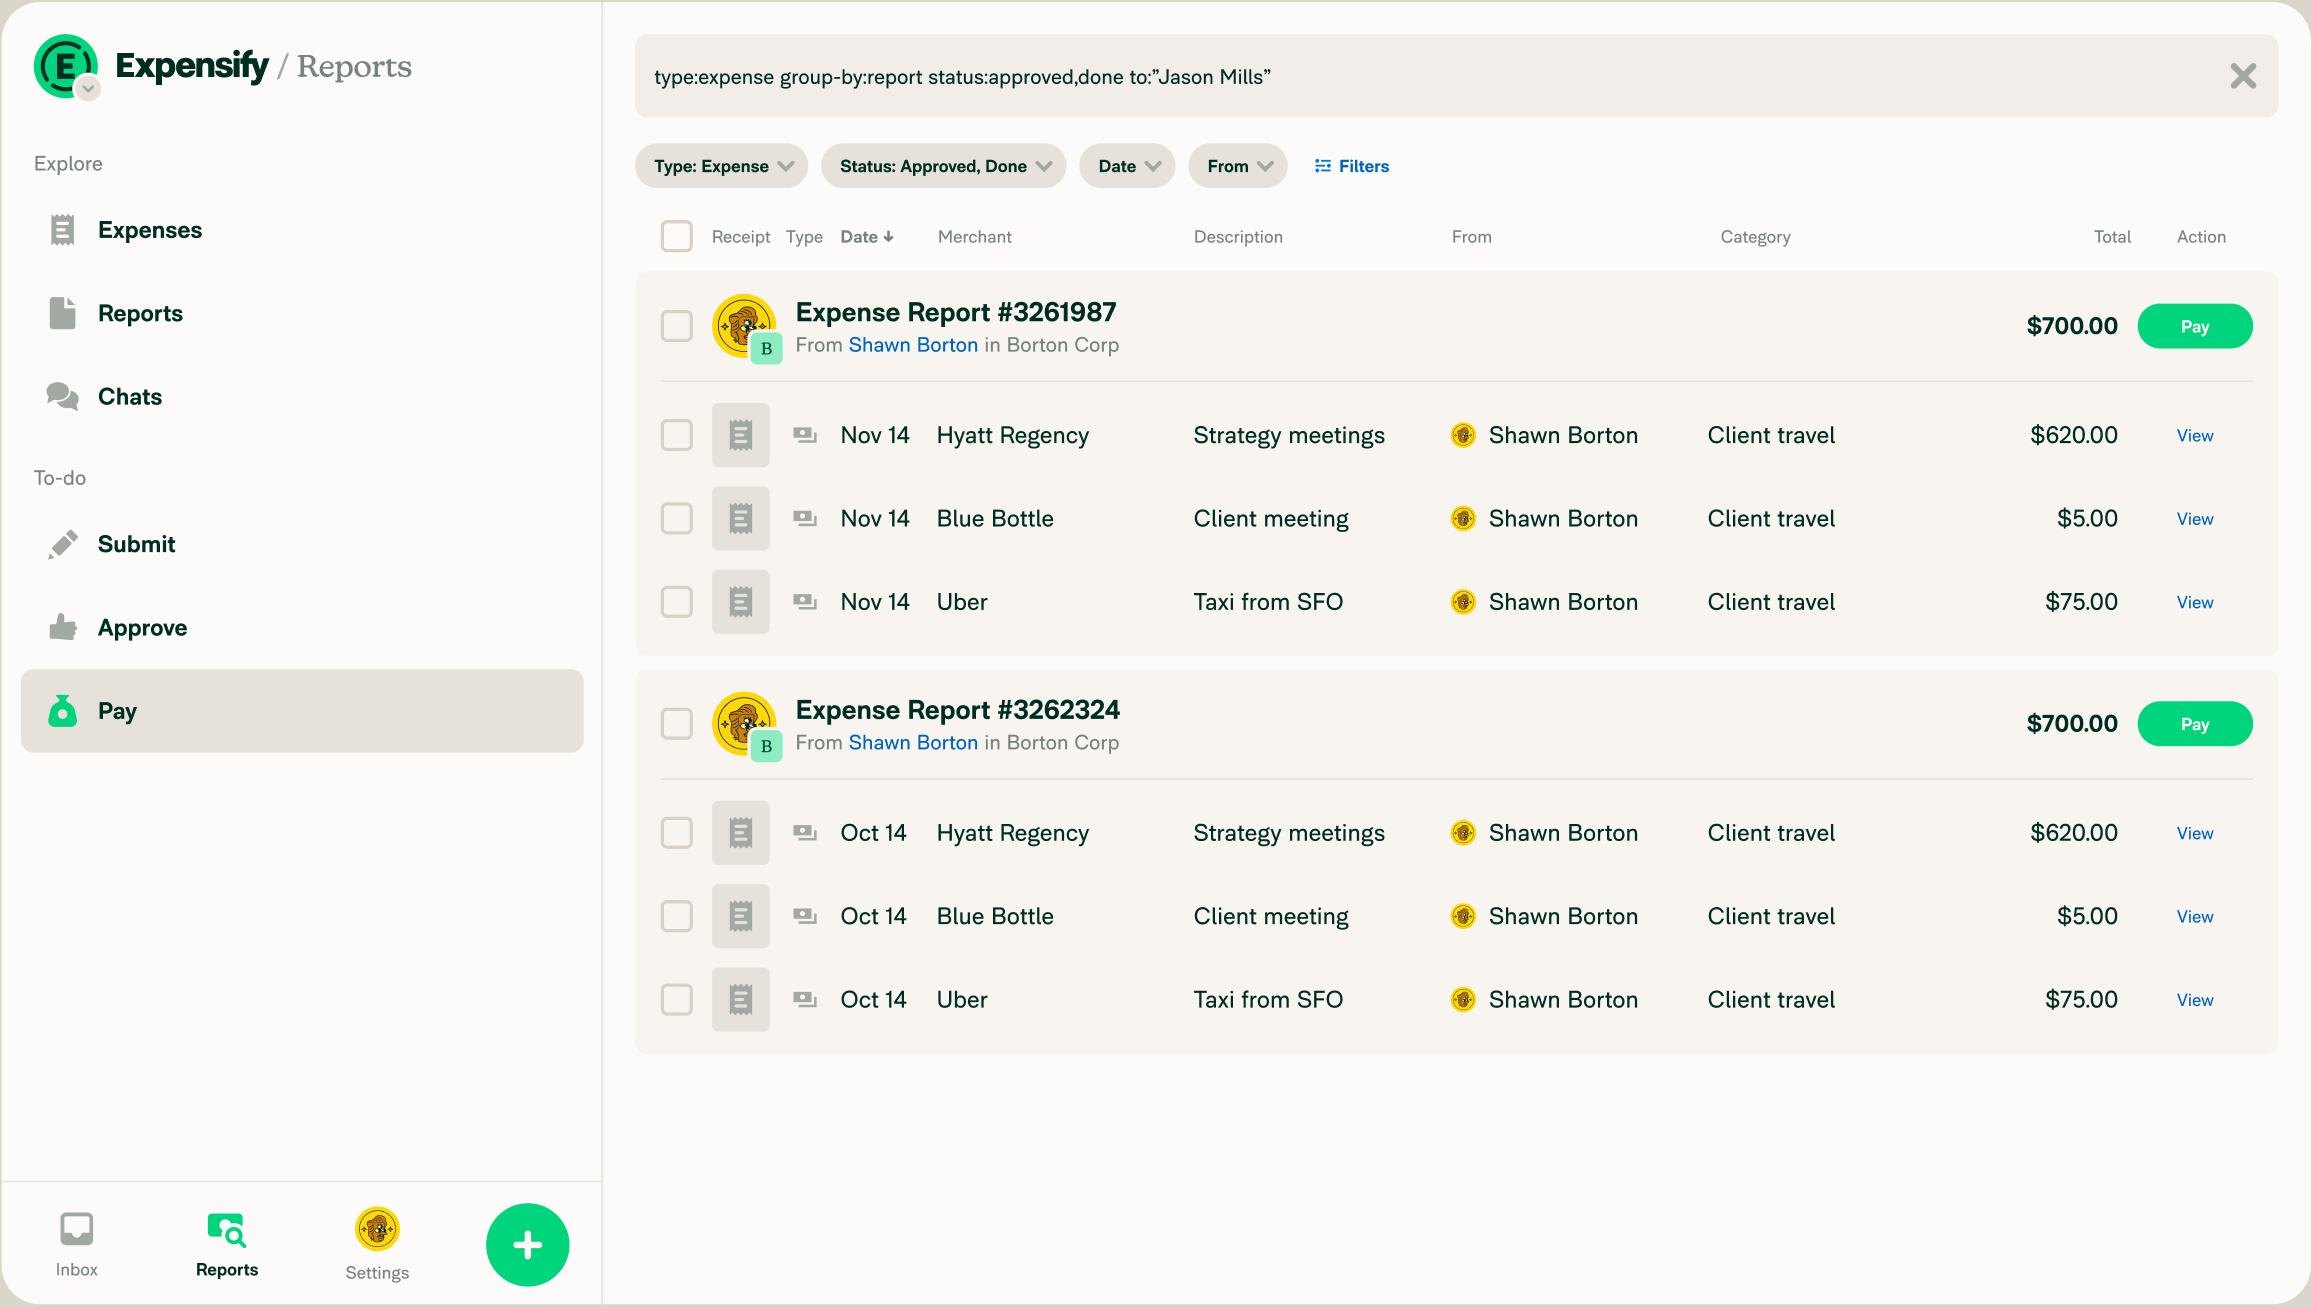 Expensify / Reports
Explore
Expenses
Reports
Chats
To-do
Submit
Approve
Pay
Inbox
Reports
Settings
type:expense group-by:report status:approved,done to:”Jason Mills”
Type: Expense Status: Approved, Done Date From Filters
Receipt Type Date Merchant Description From Category Total Action
Expense Report #3261987
From Shawn Borton in Borton Corp
B
$700.00 Pay
Nov 14 Hyatt Regency Strategy meetings Shawn Borton Client travel $620.00 View
Nov 14 Blue Bottle Client meeting Shawn Borton Client travel $5.00 View
Nov 14 Uber Taxi from SFO Shawn Borton Client travel $75.00 View
Expense Report #3262324
From Shawn Borton in Borton Corp
B
$700.00 Pay
Oct 14 Hyatt Regency Strategy meetings Shawn Borton Client travel $620.00 View
Oct 14 Blue Bottle Client meeting Shawn Borton Client travel $5.00 View
Oct 14 Uber Taxi from SFO Shawn Borton Client travel $75.00 View